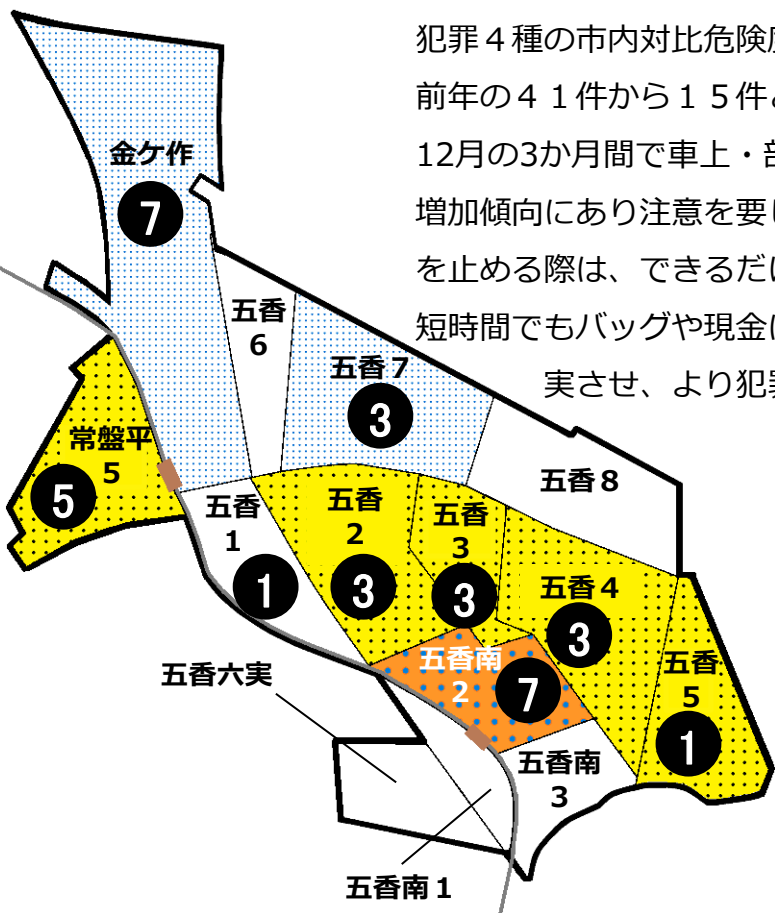 犯罪４種の市内対比危険
前年の４１件から１５件
12月の3か月間で車上・部
増加傾向にあり注意を要し
を止める際は、できるだけ
短時間でもバッグや現金は
実させ、より犯罪
金ケ作
7
五香
6
五香７
3
常盤平
5
5
五香８
五香
1
1
五香
2
3
五香
3
3
五香４
3
五香南
2
7
五香
5
1
五香六実
五香南
3
五香南１